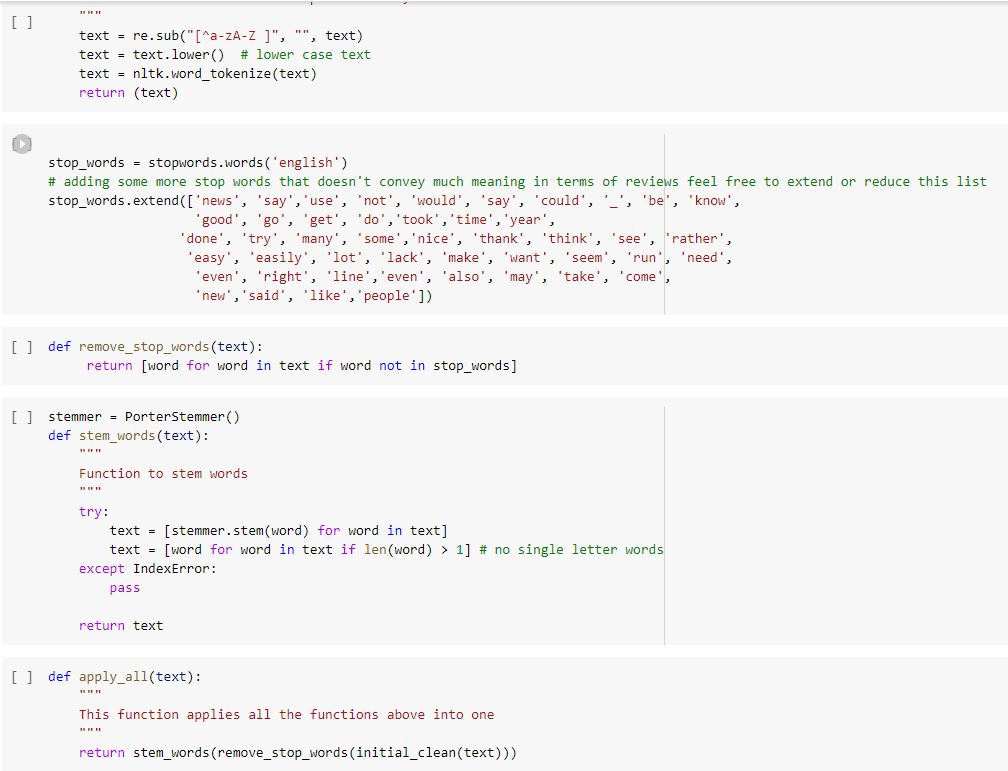 """
[ ]
text = re.sub("[^a-zA-Z ]", "", text)
text = text.lower()  # lower case text
text = nltk.word_tokenize(text)
return (text)
stop_words = stopwords.words('english')
# adding some more stop words that doesn't convey much meaning in terms of reviews feel free to extend or reduce this list
stop_words.extend(['news', 'say','use', 'not', 'would', 'say', 'could', '_', 'be', 'know',
'good', 'go', 'get', 'do','took','time','year',
'done', 'try', 'many', 'some','nice', 'thank', 'think', 'see', 'rather',
'easy', 'easily', 'lot', 'lack', 'make', 'want', 'seem', 'run', 'need',
'even', 'right', 'line','even', 'also', 'may', 'take', 'come',
'new','said', 'like','people'])
[ ] def remove_stop_words(text):
return [word for word in text if word not in stop_words]
[ ] stemmer = PorterStemmer()
def stem_words(text):
"""
Function to stem words
"""
try:
text = [stemmer.stem(word) for word in text]
text = [word for word in text if len(word) > 1] # no single letter words
except IndexError:
pass
return text
[ ] def apply_all(text):
"""
This function applies all the functions above into one
"""
return stem_words(remove_stop_words(initial_clean(text)))